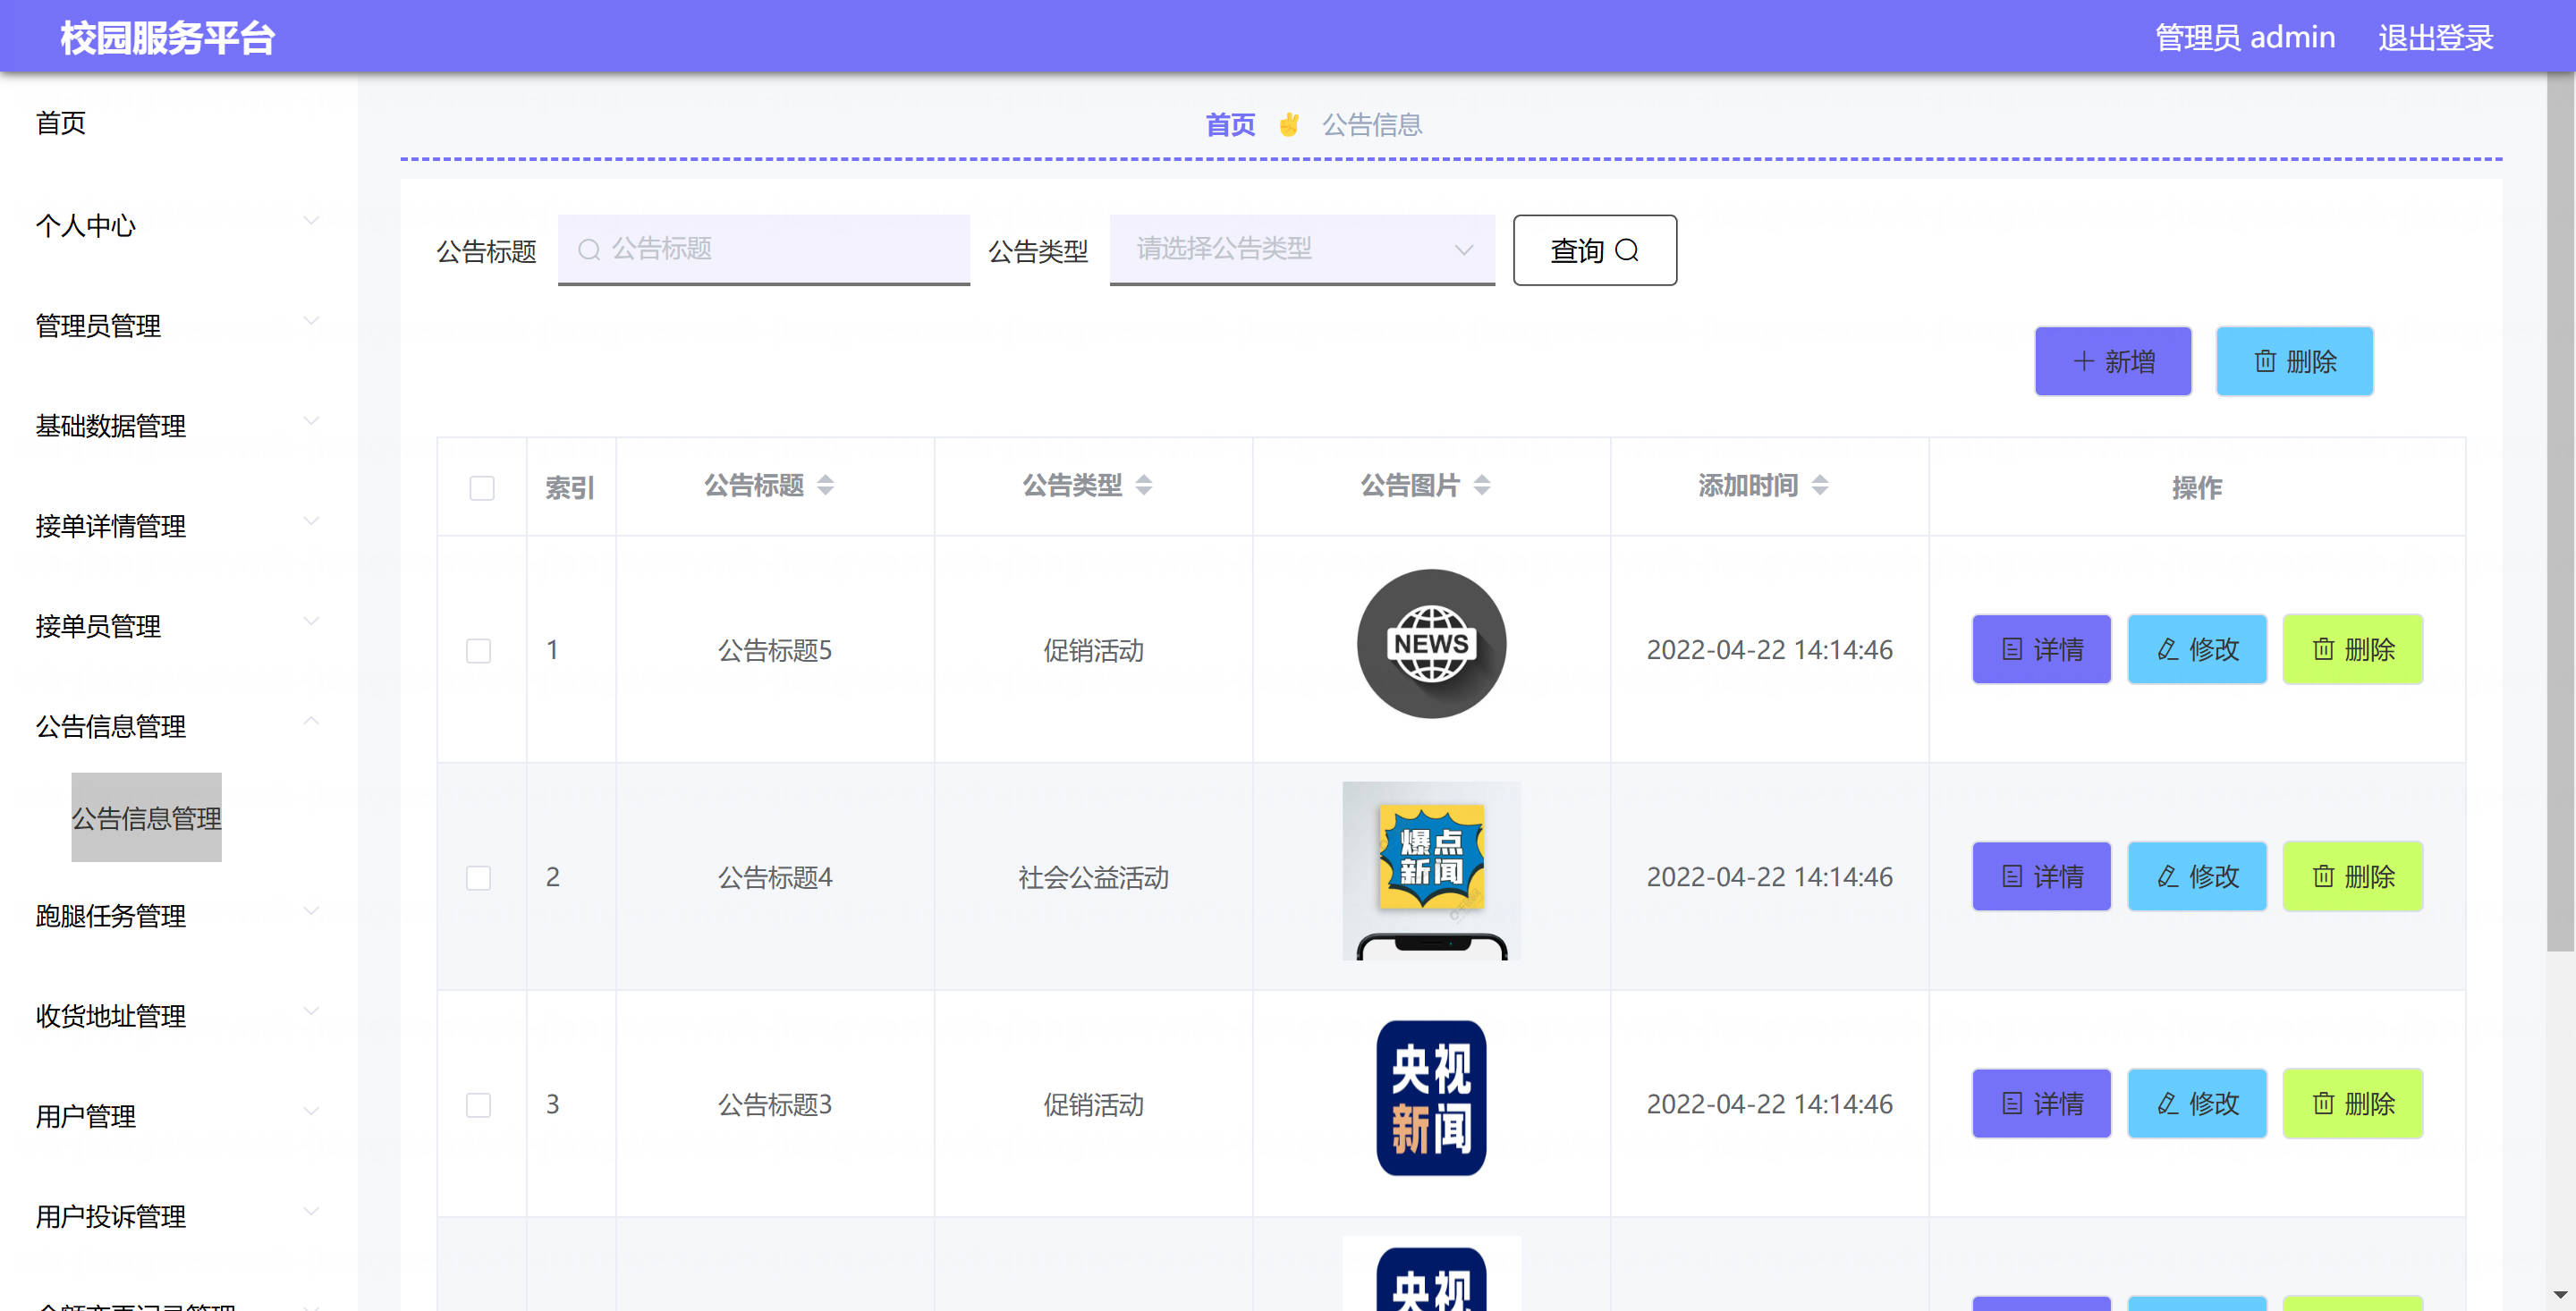 校园服务平台
管理员 admin 退出登录
首页
个人中心
管理员管理
基础数据管理
接单详情管理
接单员管理
公告信息管理
公告信息管理
跑腿任务管理
收货地址管理
用户管理
用户投诉管理
首页 ✌ 公告信息
公告标题 公告标题 公告类型 请选择公告类型 查询
新增 删除
索引 公告标题 公告类型 公告图片 添加时间 操作
1 公告标题5 促销活动 NEWS 2022-04-22 14:14:46 详情 修改 删除
爆点
新闻
2 公告标题4 社会公益活动 2022-04-22 14:14:46 详情 修改 删除
央视
新闻
3 公告标题3 促销活动 2022-04-22 14:14:46 详情 修改 删除
央视